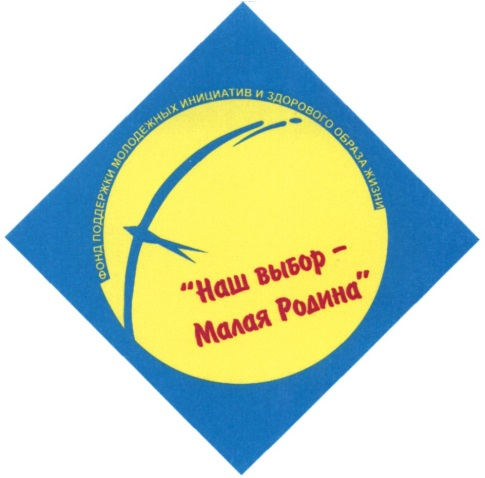 ФОНД ПОДДЕРЖКИ МОЛОДЕЖНЫХ ИНИЦИАТИВ И ЗДОРОВОГО ОБРАЗА ЖИЗНИ
“Наш выбор –
Малая Родина”